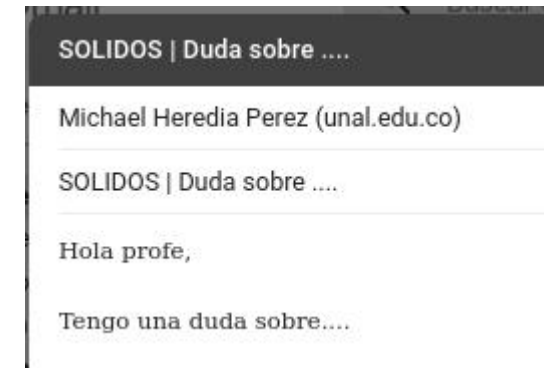 SOLIDOS | Duda sobre ....
Michael Heredia Perez (unal.edu.co)
SOLIDOS | Duda sobre ....
Hola profe,
Tengo una duda sobre....